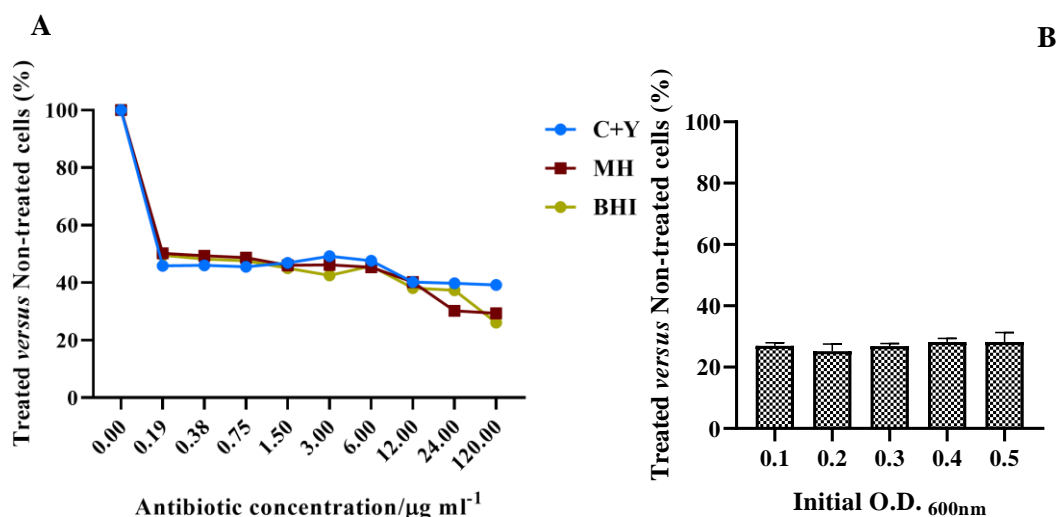 A
Treated versus Non-treated cells (%)
100
80
60
40
20
0
0.00 0.19 0.38 0.75 1.50 3.00 6.00 12.00 24.00 120.00
Antibiotic concentration/µg ml⁻¹
C+Y
MH
BHI
B
Treated versus Non-treated cells (%)
100
80
60
40
20
0
0.1 0.2 0.3 0.4 0.5
Initial O.D. 600nm